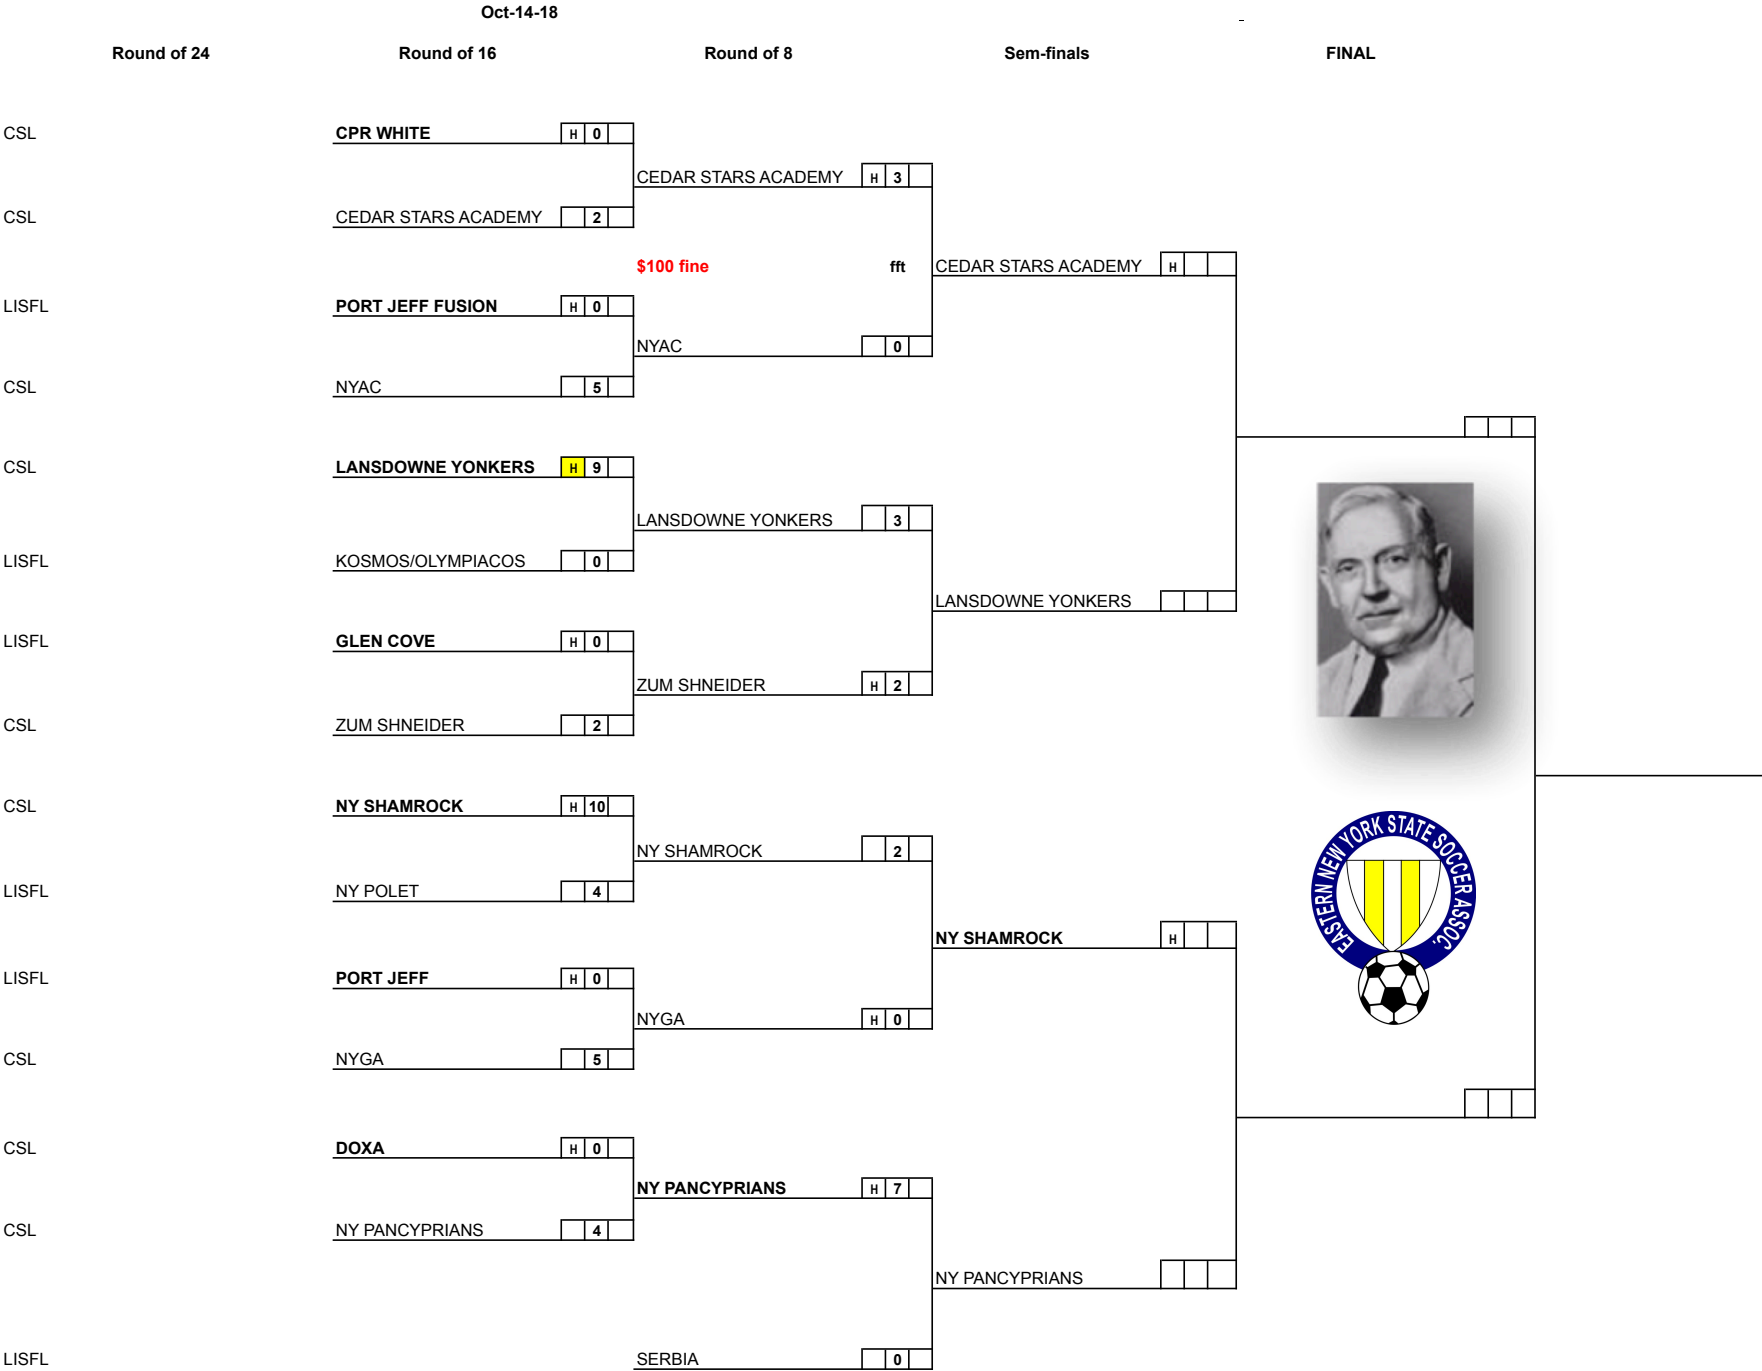 Oct-14-18
Round of 24 Round of 16 Round of 8 Sem-finals FINAL
CSL CPR WHITE H 0
CEDAR STARS ACADEMY H 3
CSL CEDAR STARS ACADEMY 2
$100 fine fft CEDAR STARS ACADEMY H
LISFL PORT JEFF FUSION H 0
NYAC 0
CSL NYAC 5
CSL LANSDOWNE YONKERS H 9
LANSDOWNE YONKERS 3
LISFL KOSMOS/OLYMPIACOS 0
LANSDOWNE YONKERS
LISFL GLEN COVE H 0
ZUM SHNEIDER H 2
CSL ZUM SHNEIDER 2
CSL NY SHAMROCK H 10
NY SHAMROCK 2
EASTERN NEW YORK STATE SOCCER ASSOC.
LISFL NY POLET 4
NY SHAMROCK H
LISFL PORT JEFF H 0
NYGA H 0
CSL NYGA 5
CSL DOXA H 0
NY PANCYPRIANS H 7
CSL NY PANCYPRIANS 4
NY PANCYPRIANS
LISFL SERBIA 0